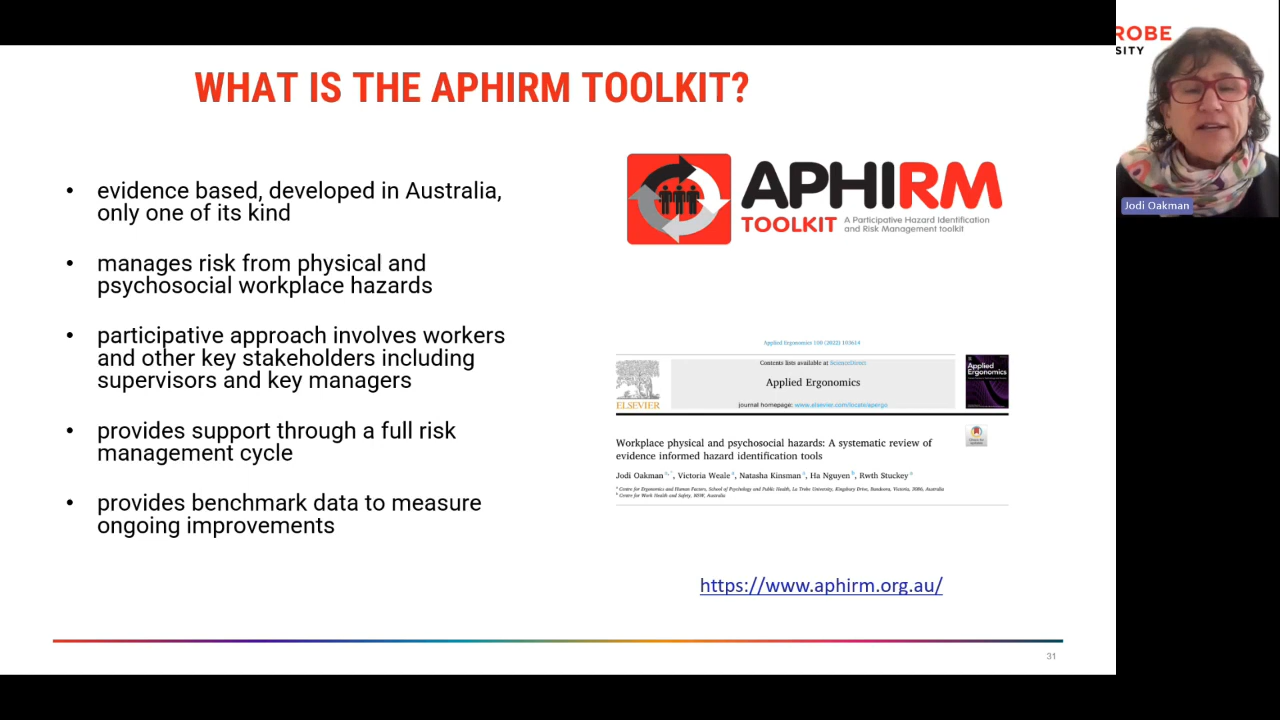 WHAT IS THE APHIRM TOOLKIT?
• evidence based, developed in Australia,
only one of its kind
• manages risk from physical and
psychosocial workplace hazards
• participative approach involves workers
and other key stakeholders including
supervisors and key managers
• provides support through a full risk
management cycle
• provides benchmark data to measure
ongoing improvements
APHIRM
TOOLKIT
A Participative Hazard Identification
and Risk Management toolkit
Applied Ergonomics 100 (2022) 103614
Contents lists available at ScienceDirect
Applied Ergonomics
journal homepage: www.elsevier.com/locate/apergo
ELSEVIER
Applied
Ergonomics
Workplace physical and psychosocial hazards: A systematic review of
evidence informed hazard identification tools
Jodi Oakman a,*, Victoria Weale a, Natasha Kinsman a, Ha Nguyen b, Rwth Stuckey a
a Centre for Ergonomics and Human Factors, School of Psychology and Public Health, La Trobe University, Kingsbury Drive, Bundoora, Victoria, 3086, Australia
b Centre for Work Health and Safety, NSW, Australia
https://www.aphirm.org.au/
31
ROBE
SITY
Jodi Oakman